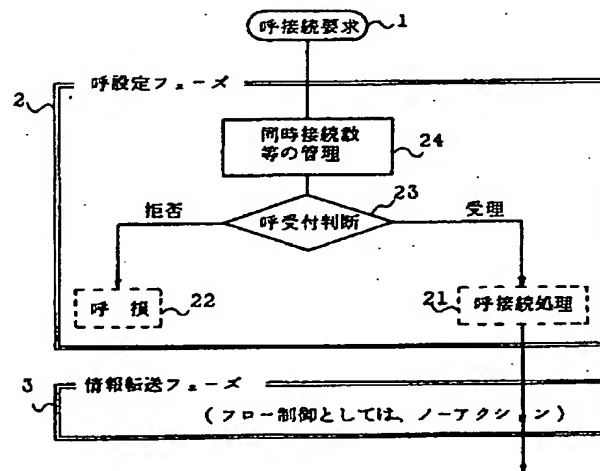 呼接続要求
1
2
呼設定フェーズ
同時接続数
等の管理
24
23
拒否
呼受付判断
受理
呼 損
22
21
呼接続処理
3
情報転送フェーズ
(フロー制御としては、ノーアクション)